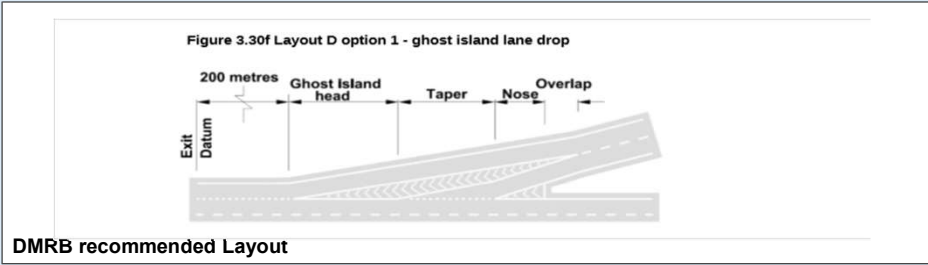 Figure 3.30f Layout D option 1 - ghost island lane drop
200 metres
Ghost Island
head
Taper
Nose
Overlap
Exit
Datum
DMRB recommended Layout